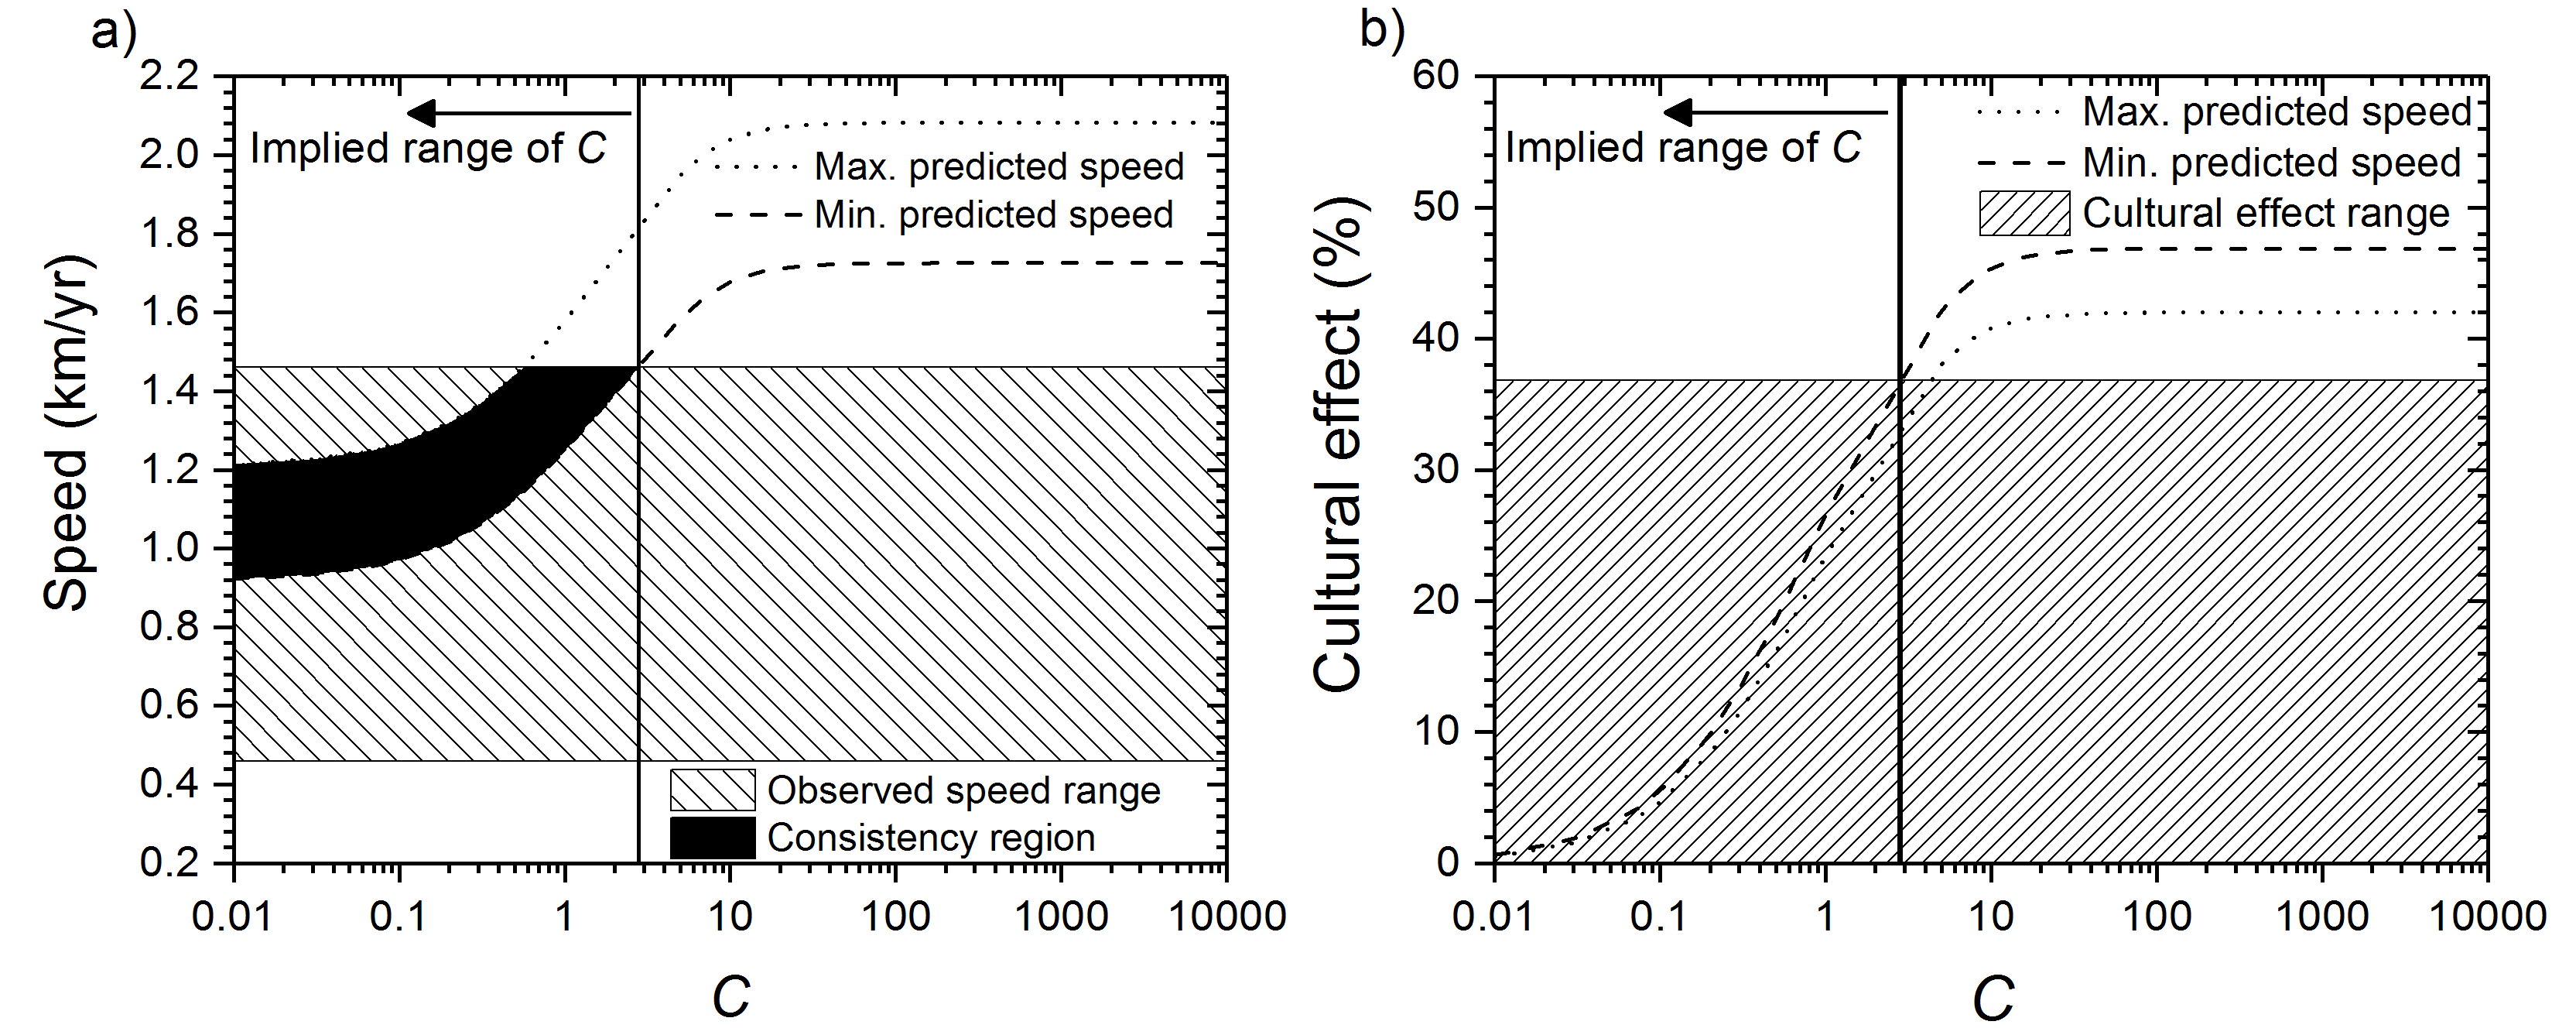 a)
Speed (km/yr)
2.2
2.0
1.8
1.6
1.4
1.2
1.0
0.8
0.6
0.4
0.2
Implied range of C
Max. predicted speed
Min. predicted speed
Observed speed range
Consistency region
0.01 0.1 1 10 100 1000 10000
C
b)
Cultural effect (%)
60
50
40
30
20
10
0
Implied range of C
Max. predicted speed
Min. predicted speed
Cultural effect range
0.01 0.1 1 10 100 1000 10000
C